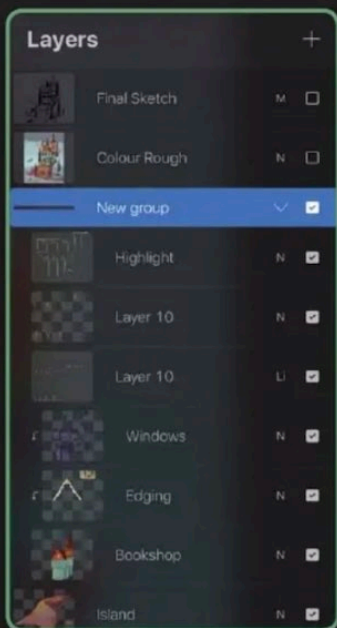 Layers
Final Sketch M
Colour Rough N
New group
Highlight N
Layer 10 N
Layer 10 Li
Windows N
Edging N
Bookshop N
Island N